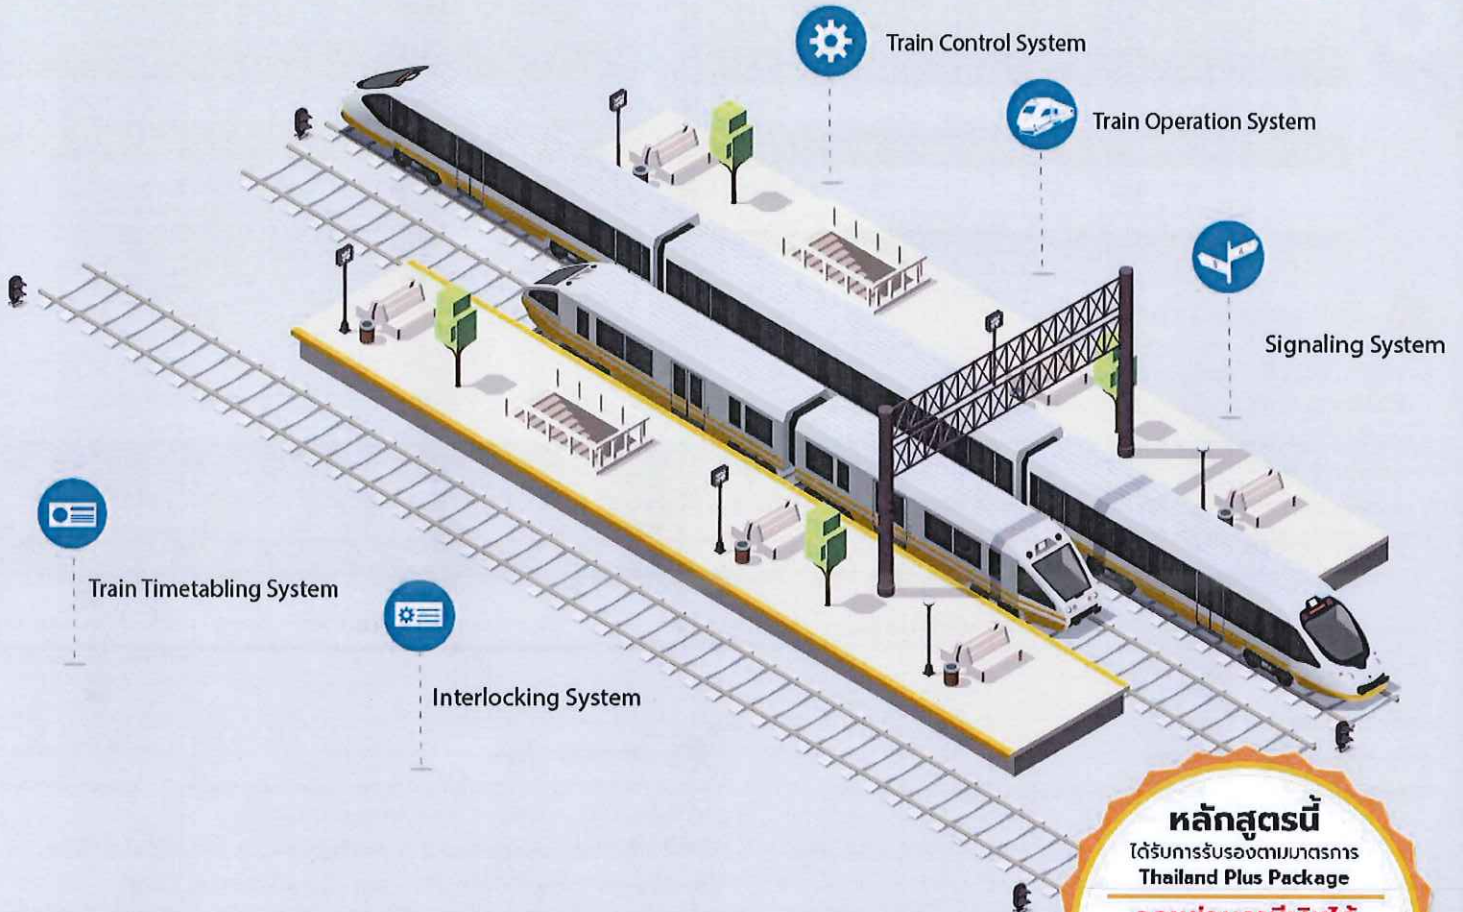 Train Control System
Train Operation System
Signaling System
Train Timetabling System
Interlocking System
หลักสูตรนี้
ได้รับการรับรองตามมาตรการ
Thailand Plus Package